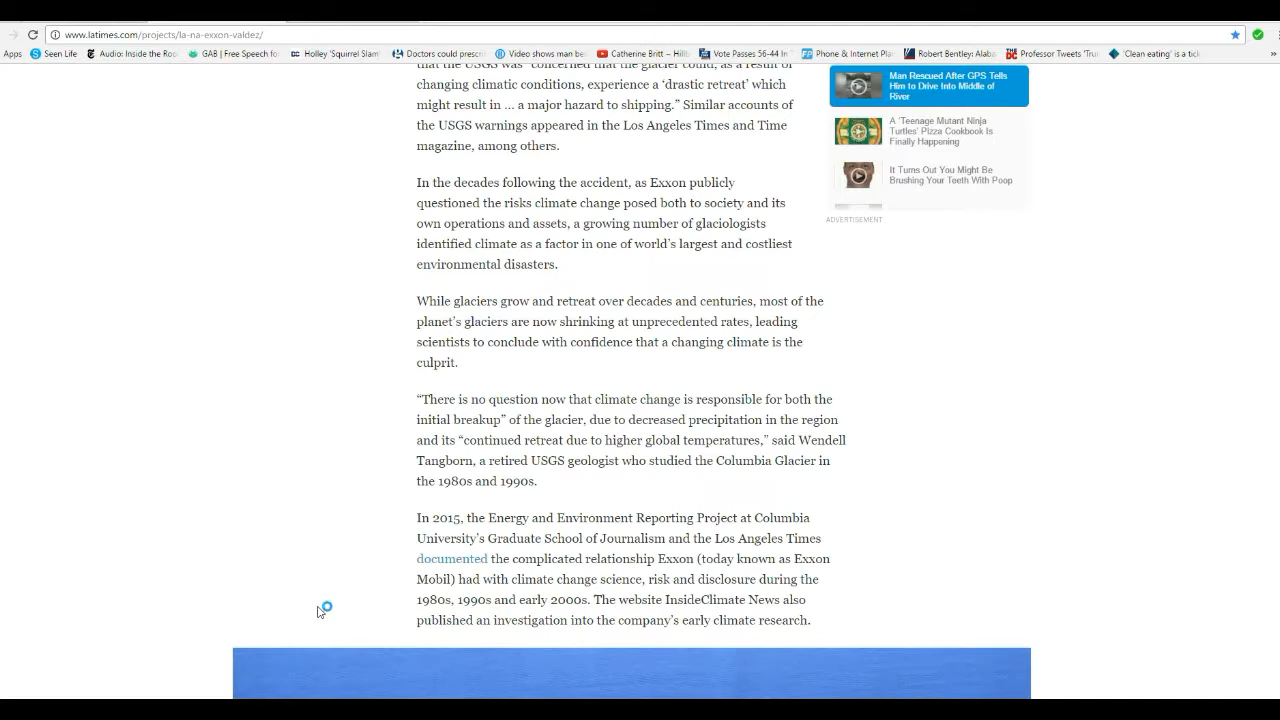 www.latimes.com/projects/la-na-exxon-valdez/
Apps Seen Life Audio: Inside the Roo GAB | Free Speech fo Holley 'Squirrel Slam' Doctors could prescri Video shows man be Catherine Britt – Hillb Vote Passes 56-44 In Phone & Internet Plan Robert Bentley: Alaba Professor Tweets 'Tru 'Clean eating' is a tick
that the USGS was "concerned that the glacier could, as a result of
changing climatic conditions, experience a 'drastic retreat' which
might result in ... a major hazard to shipping.” Similar accounts of
the USGS warnings appeared in the Los Angeles Times and Time
magazine, among others.
In the decades following the accident, as Exxon publicly
questioned the risks climate change posed both to society and its
own operations and assets, a growing number of glaciologists
identified climate as a factor in one of world’s largest and costliest
environmental disasters.
While glaciers grow and retreat over decades and centuries, most of the
planet’s glaciers are now shrinking at unprecedented rates, leading
scientists to conclude with confidence that a changing climate is the
culprit.
“There is no question now that climate change is responsible for both the
initial breakup” of the glacier, due to decreased precipitation in the region
and its “continued retreat due to higher global temperatures,” said Wendell
Tangborn, a retired USGS geologist who studied the Columbia Glacier in
the 1980s and 1990s.
In 2015, the Energy and Environment Reporting Project at Columbia
University’s Graduate School of Journalism and the Los Angeles Times
documented the complicated relationship Exxon (today known as Exxon
Mobil) had with climate change science, risk and disclosure during the
1980s, 1990s and early 2000s. The website InsideClimate News also
published an investigation into the company’s early climate research.
Man Rescued After GPS Tells
Him to Drive Into Middle of
River
A 'Teenage Mutant Ninja
Turtles' Pizza Cookbook Is
Finally Happening
It Turns Out You Might Be
Brushing Your Teeth With Poop
ADVERTISEMENT